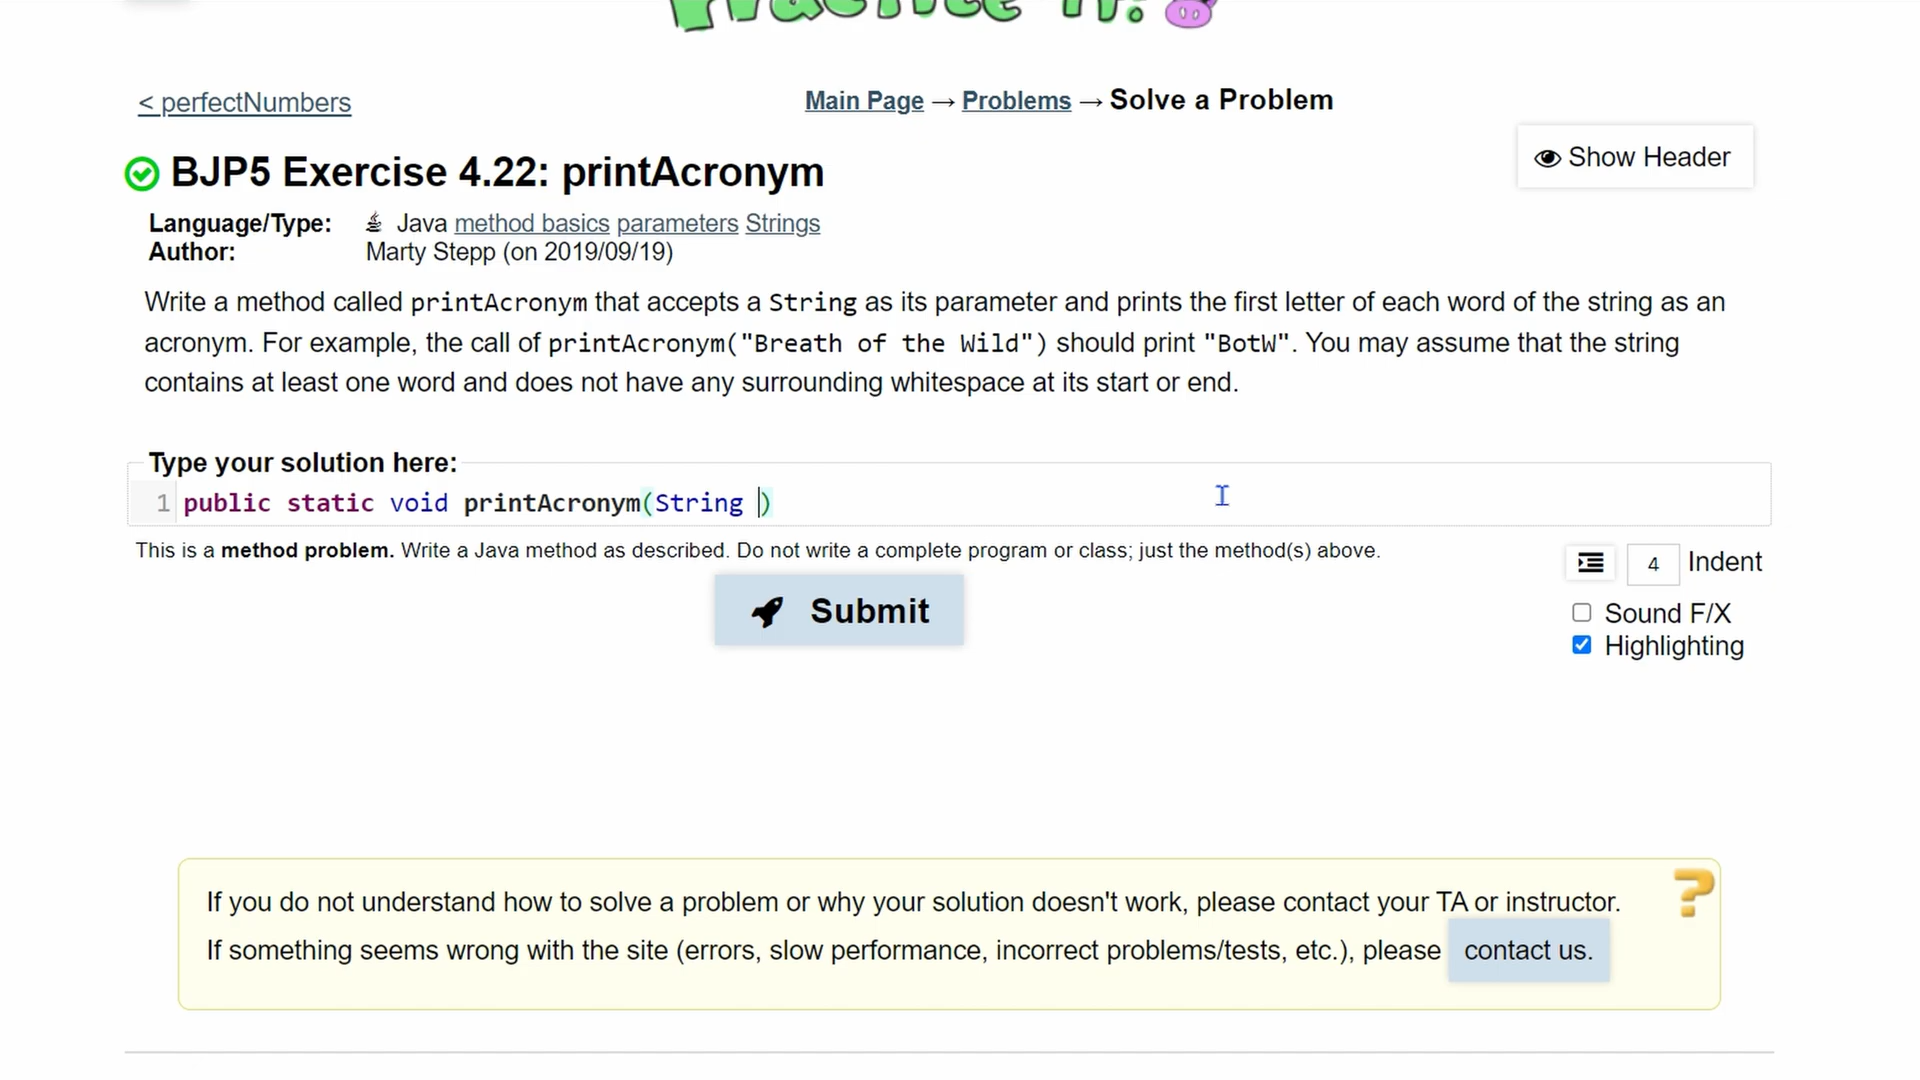 Practice it!
< perfectNumbers
Main Page → Problems → Solve a Problem
Show Header
BJP5 Exercise 4.22: printAcronym
Language/Type: Java method basics parameters Strings
Author: Marty Stepp (on 2019/09/19)
Write a method called printAcronym that accepts a String as its parameter and prints the first letter of each word of the string as an
acronym. For example, the call of printAcronym("Breath of the Wild") should print "BotW". You may assume that the string
contains at least one word and does not have any surrounding whitespace at its start or end.
Type your solution here:
1 public static void printAcronym(String )
This is a method problem. Write a Java method as described. Do not write a complete program or class; just the method(s) above.
4 Indent
Submit
Sound F/X
Highlighting
If you do not understand how to solve a problem or why your solution doesn't work, please contact your TA or instructor.
If something seems wrong with the site (errors, slow performance, incorrect problems/tests, etc.), please contact us.
?